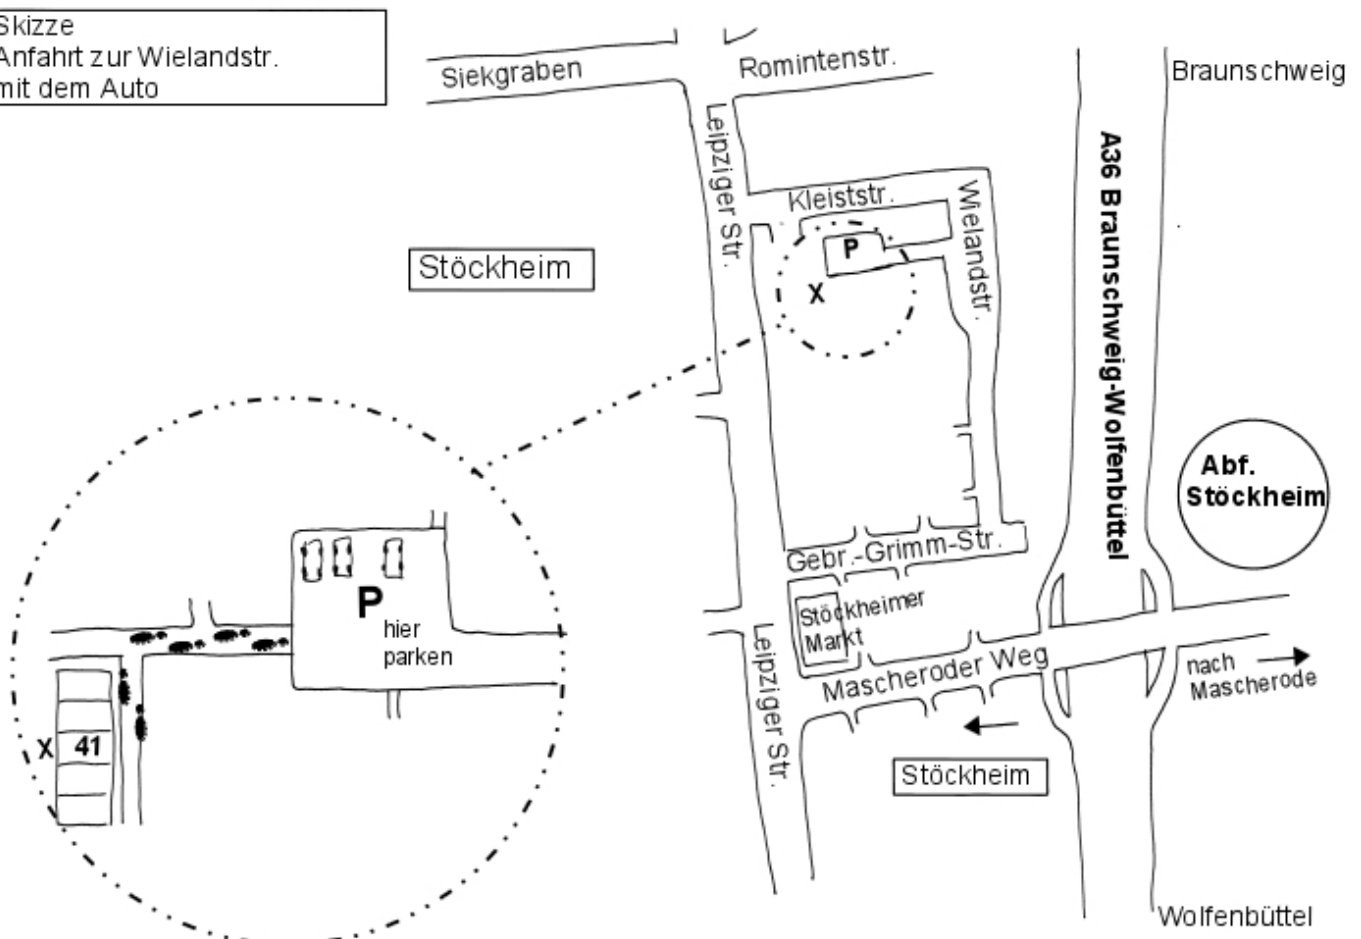 Skizze
Anfahrt zur Wielandstr.
mit dem Auto
Siekgraben
Romintenstr.
Braunschweig
Leipziger Str.
Kleiststr.
Wielandstr.
A36 Braunschweig-Wolfenbüttel
P
X
Stöckheim
Abf.
Stöckheim
Gebr.-Grimm-Str.
Stöckheimer
Markt
Leipziger Str.
Mascheroder Weg
nach
Mascherode
Stöckheim
Wolfenbüttel
P
hier
parken
X 41